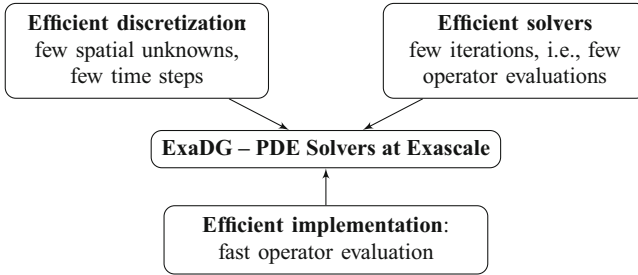 Efficient discretization:
few spatial unknowns,
few time steps
Efficient solvers
few iterations, i.e., few
operator evaluations
ExaDG – PDE Solvers at Exascale
Efficient implementation:
fast operator evaluation